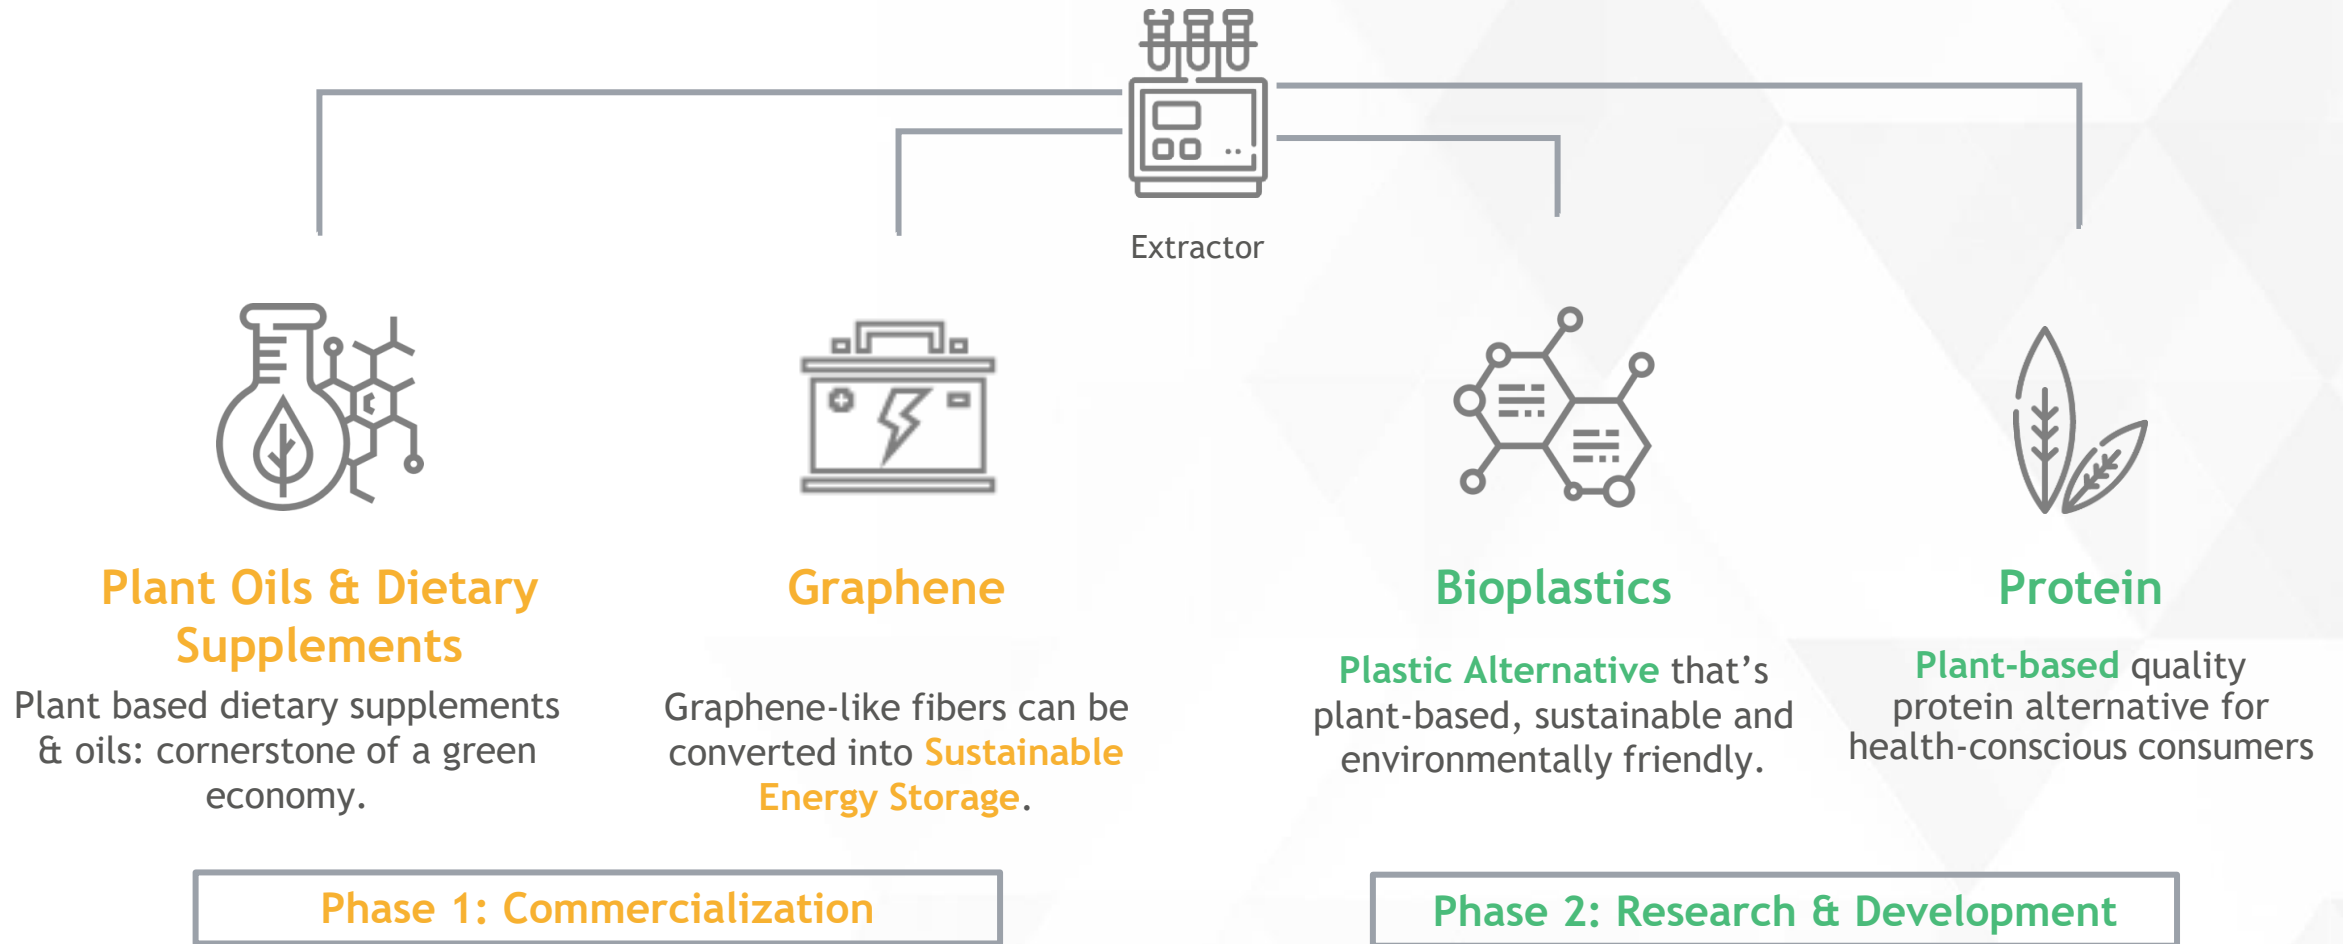 Extractor
Plant Oils & Dietary
Supplements
Plant based dietary supplements
& oils: cornerstone of a green
economy.
Graphene
Graphene-like fibers can be
converted into Sustainable
Energy Storage.
Bioplastics
Plastic Alternative that’s
plant-based, sustainable and
environmentally friendly.
Protein
Plant-based quality
protein alternative for
health-conscious consumers
Phase 1: Commercialization
Phase 2: Research & Development